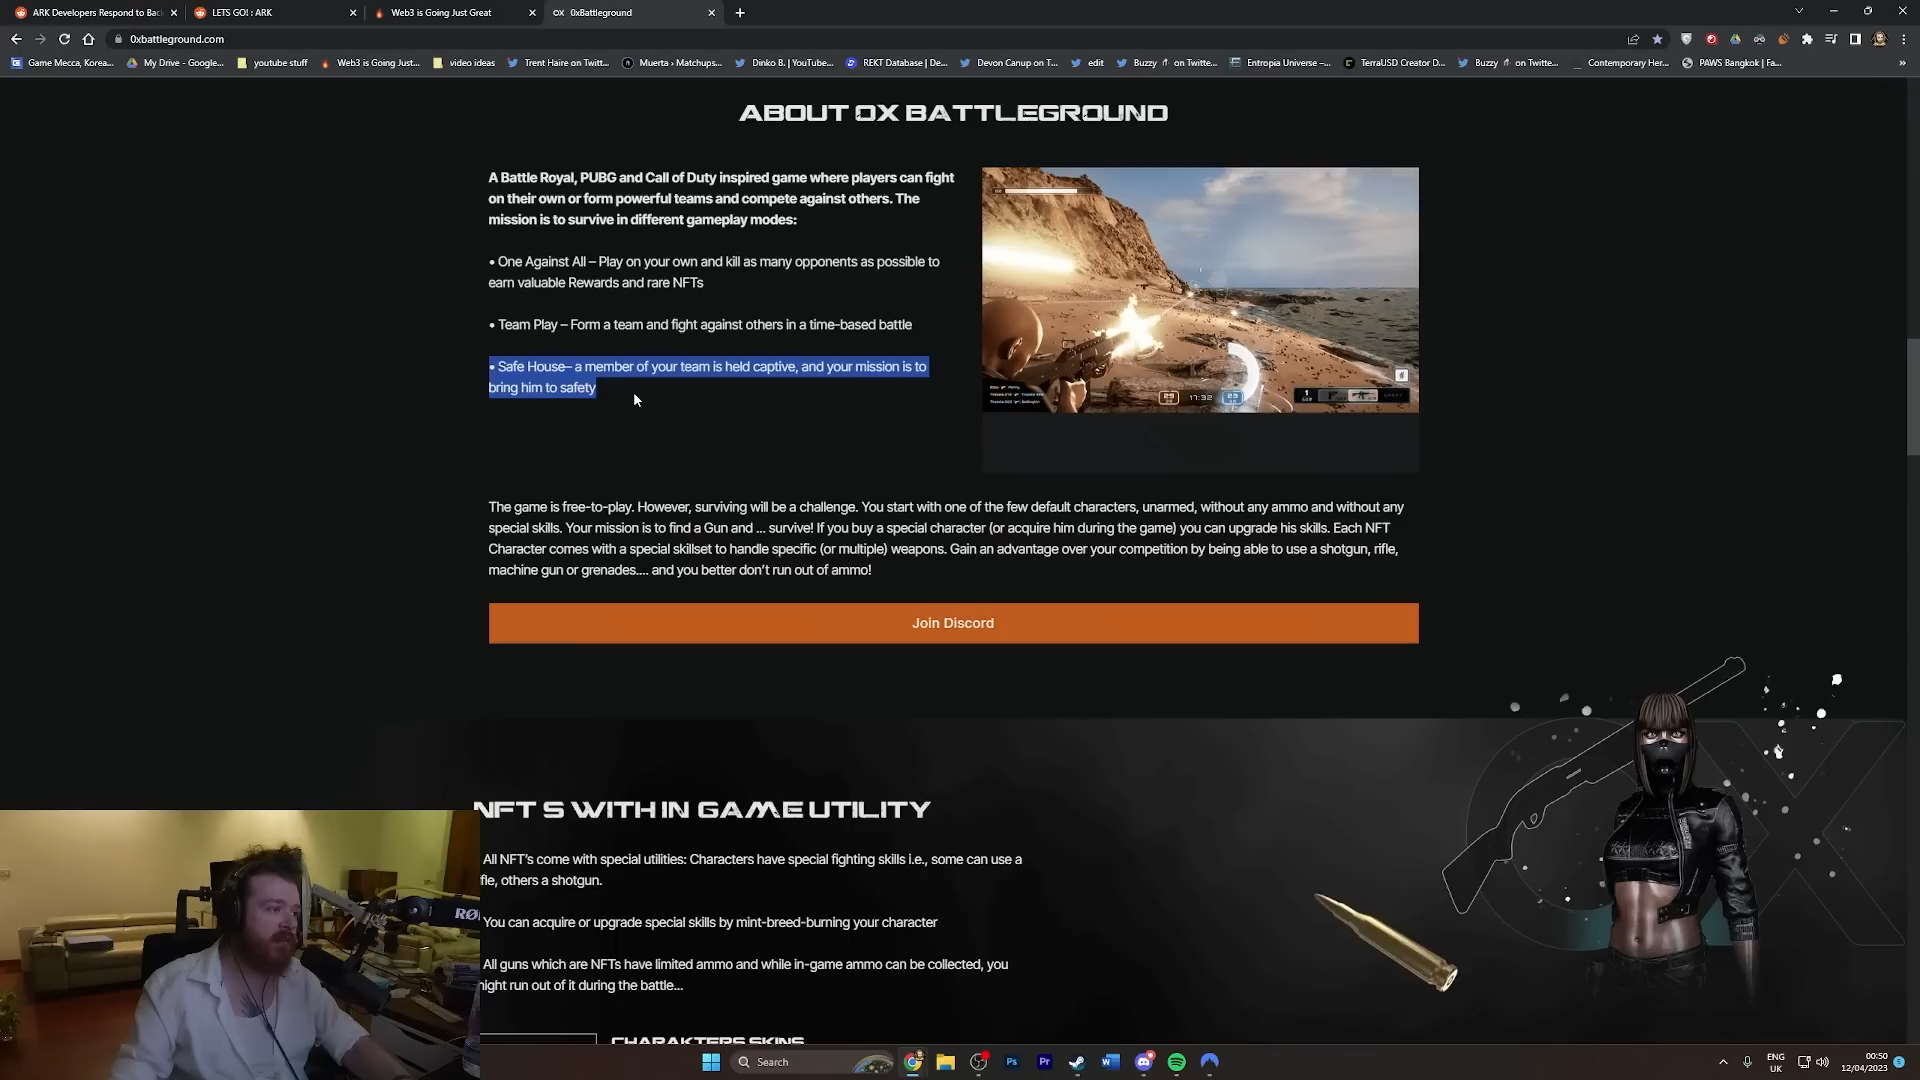 ARK Developers Respond to Bac
LETS GO! : ARK
Web3 is Going Just Great
OX
0xBattleground
0xbattleground.com
Game Mecca, Korea...
My Drive - Google...
youtube stuff
Web3 is Going Just...
video ideas
Trent Haire on Twitt...
Muerta › Matchups...
Dinko B. | YouTube...
REKT Database | De...
Devon Canup on T...
edit
Buzzy on Twitte...
Entropia Universe –...
TerraUSD Creator D...
Buzzy on Twitte...
Contemporary Her...
PAWS Bangkok | Fa...
ABOUT 0X BATTLEGROUND
A Battle Royal, PUBG and Call of Duty inspired game where players can fight
on their own or form powerful teams and compete against others. The
mission is to survive in different gameplay modes:
• One Against All – Play on your own and kill as many opponents as possible to
earn valuable Rewards and rare NFTs
• Team Play – Form a team and fight against others in a time-based battle
• Safe House– a member of your team is held captive, and your mission is to
bring him to safety
17:32
The game is free-to-play. However, surviving will be a challenge. You start with one of the few default characters, unarmed, without any ammo and without any
special skills. Your mission is to find a Gun and ... survive! If you buy a special character (or acquire him during the game) you can upgrade his skills. Each NFT
Character comes with a special skillset to handle specific (or multiple) weapons. Gain an advantage over your competition by being able to use a shotgun, rifle,
machine gun or grenades.... and you better don't run out of ammo!
Join Discord
NFT S WITH IN GAME UTILITY
All NFT's come with special utilities: Characters have special fighting skills i.e., some can use a
fle, others a shotgun.
You can acquire or upgrade special skills by mint-breed-burning your character
All guns which are NFTs have limited ammo and while in-game ammo can be collected, you
night run out of it during the battle...
CHARAKTERS SKINS
RØ
Search
Ps
Pr
ENG
UK
00:50
12/04/2023
5